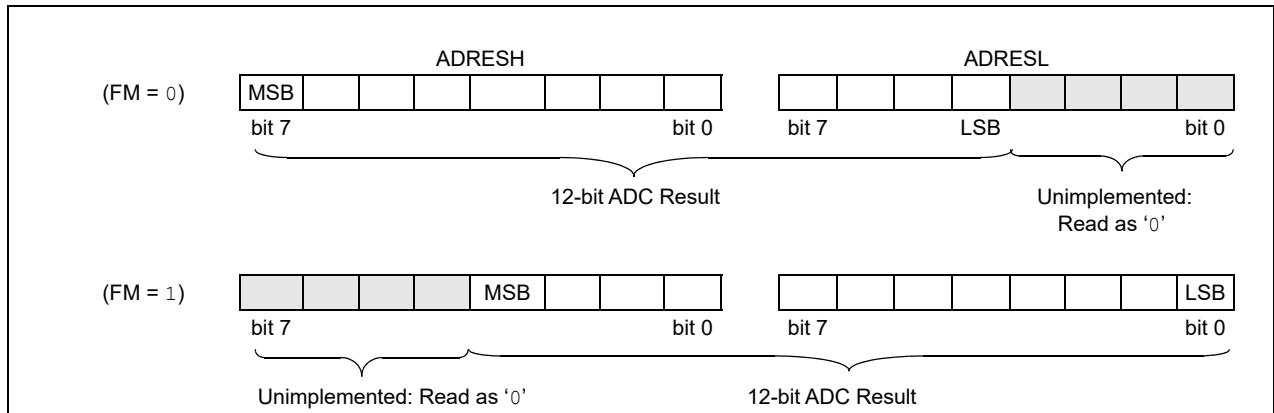 ADRESH ADRESL
(FM = 0) MSB
bit 7 bit 0 bit 7 LSB bit 0
12-bit ADC Result Unimplemented:
Read as ‘0’
(FM = 1) MSB LSB
bit 7 bit 0 bit 7 bit 0
Unimplemented: Read as ‘0’ 12-bit ADC Result